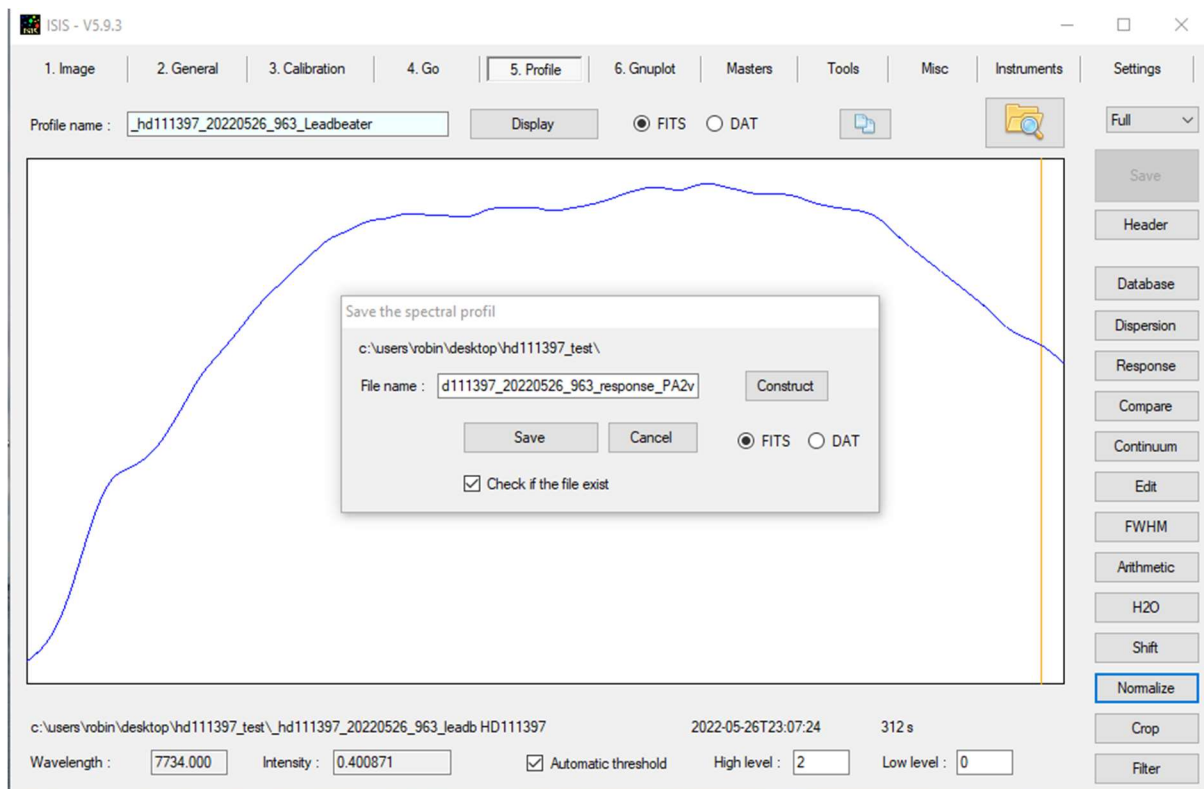 ISIS - V5.9.3
1. Image 2. General 3. Calibration 4. Go 5. Profile 6. Gnuplot Masters Tools Misc Instruments Settings
Profile name : _hd111397_20220526_963_Leadbeater Display FITS DAT Full
Save
Header
Database
Dispersion
Response
Compare
Continuum
Edit
FWHM
Arithmetic
H2O
Shift
Normalize
Crop
Filter
Save the spectral profil
c:\users\robin\desktop\hd111397_test\
File name : d111397_20220526_963_response_PA2v Construct
Save Cancel FITS DAT
Check if the file exist
c:\users\robin\desktop\hd111397_test\_hd111397_20220526_963_leadb HD111397 2022-05-26T23:07:24 312 s
Wavelength : 7734.000 Intensity : 0.400871 Automatic threshold High level : 2 Low level : 0